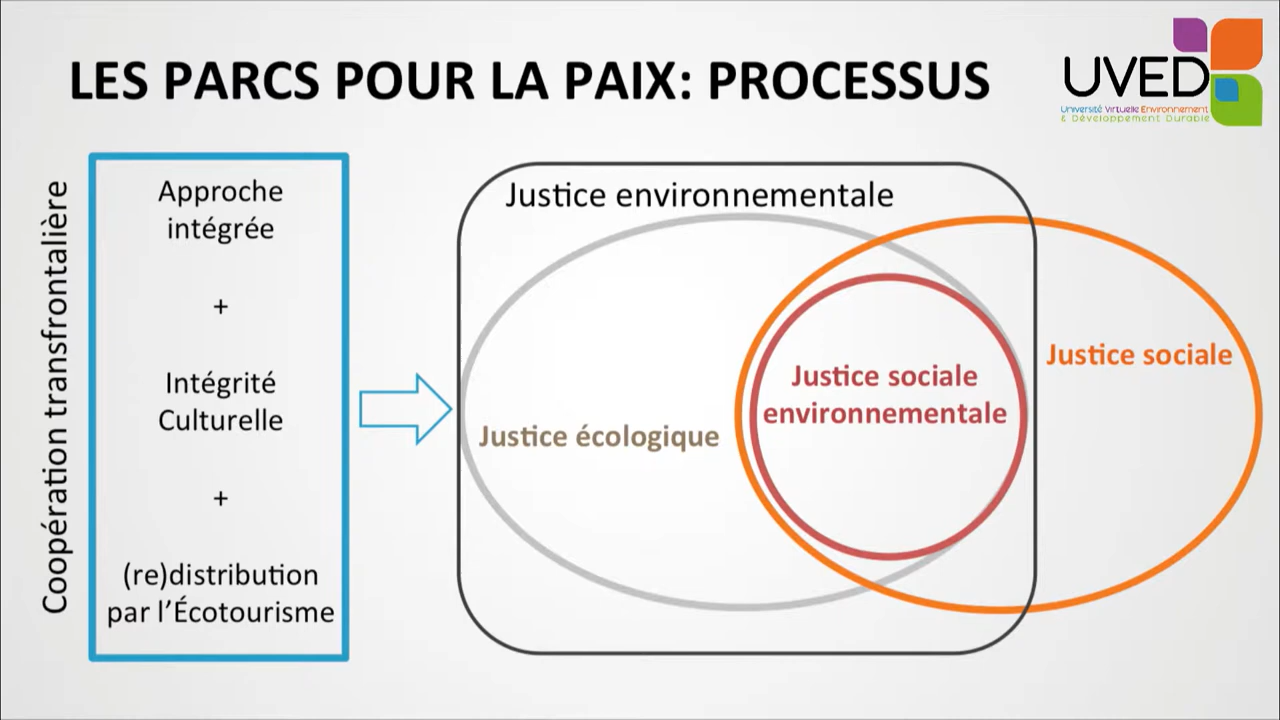 LES PARCS POUR LA PAIX: PROCESSUS
UVED
Université Virtuelle Environnement
& Développement Durable
Coopération transfrontalière
Approche
intégrée
+
Intégrité
Culturelle
+
(re)distribution
par l’Écotourisme
Justice environnementale
Justice écologique
Justice sociale
environnementale
Justice sociale